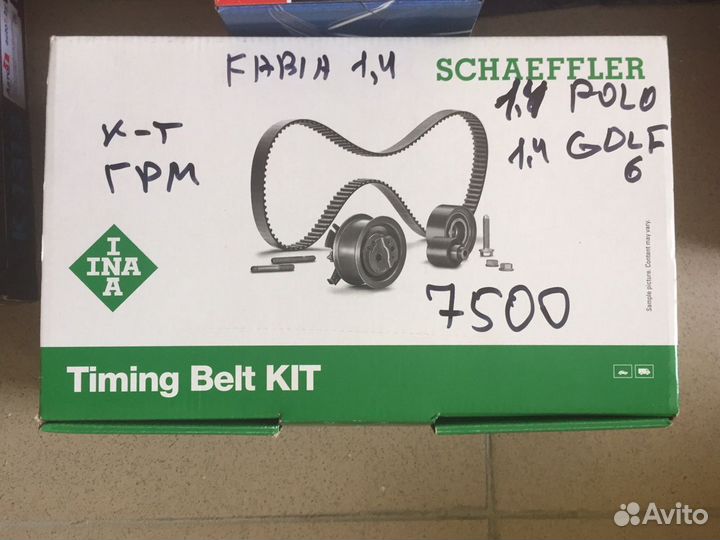 FABIA 1,4
SCHAEFFLER
1,4 POLO
1,4 GOLF
6
К-Т
ГРМ
INA
INA
Sample picture. Content may vary.
7500
Timing Belt KIT
Avito